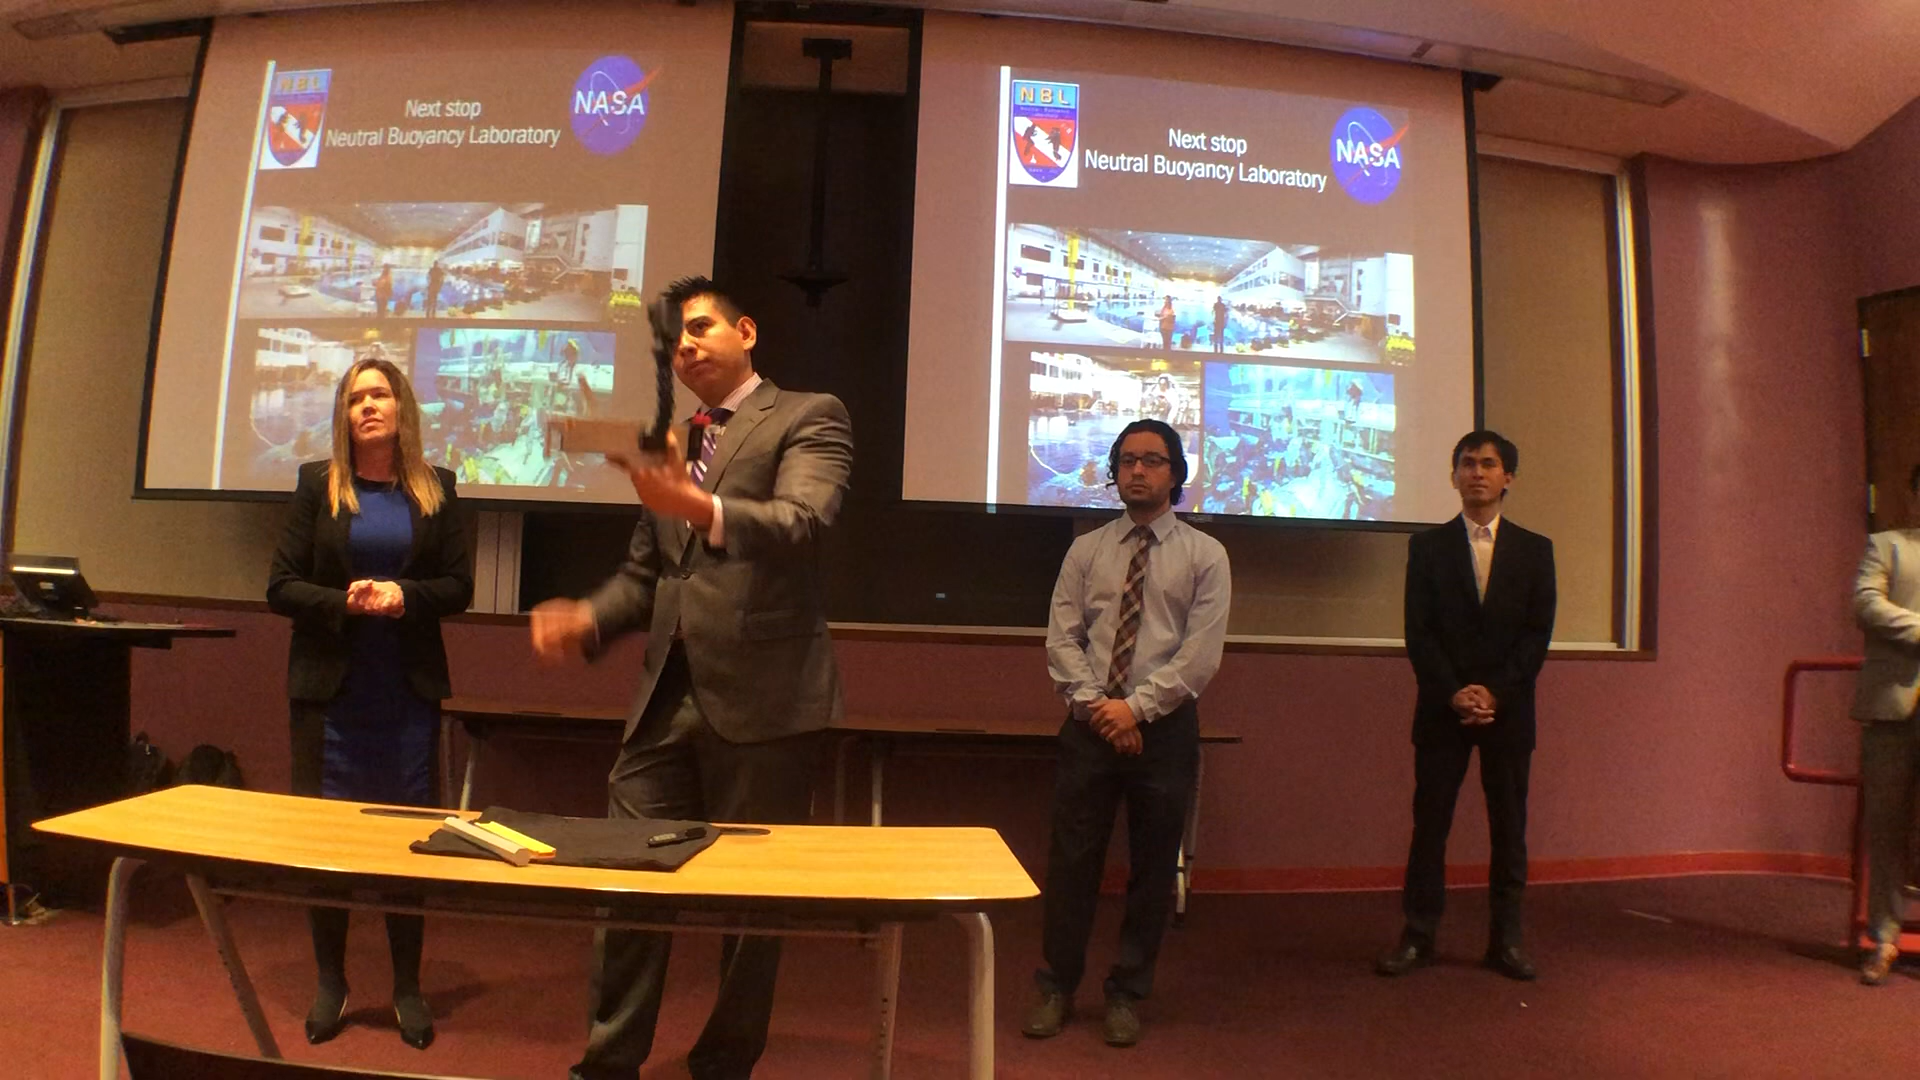 NBL
Next stop
Neutral Buoyancy Laboratory
NASA
NBL
Next stop
Neutral Buoyancy Laboratory
NASA